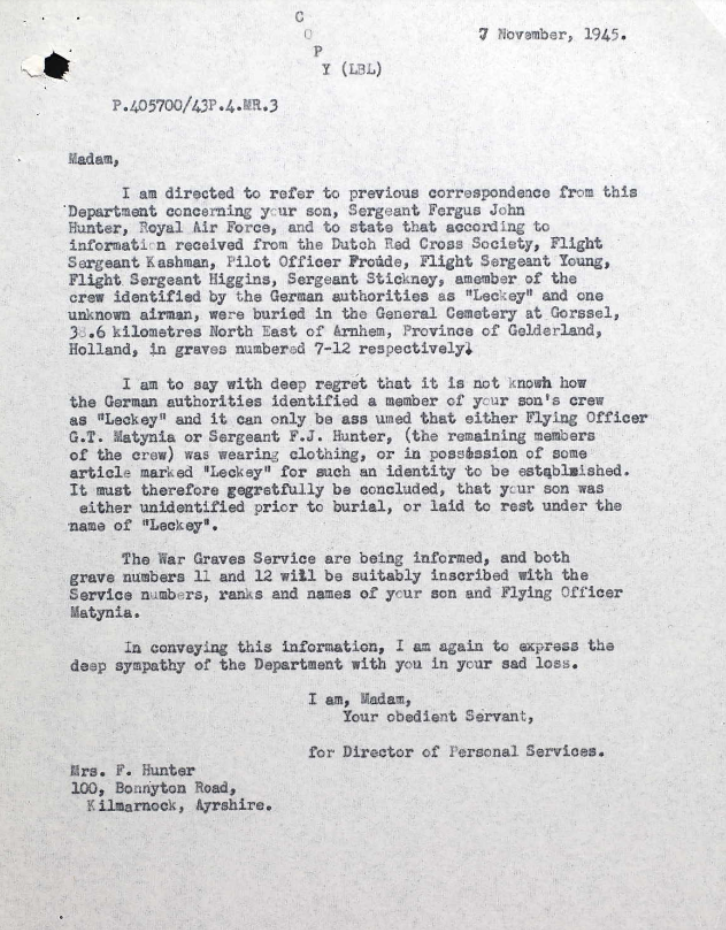 C
O
P
Y (LBL)
7 November, 1945.
P.405700/43P.4.MR.3
Madam,
I am directed to refer to previous correspondence from this
Department concerning your son, Sergeant Fergus John
Hunter, Royal Air Force, and to state that according to
information received from the Dutch Red Cross Society, Flight
Sergeant Kashman, Pilot Officer Froude, Flight Sergeant Young,
Flight Sergeant Higgins, Sergeant Stickney, amember of the
crew identified by the German authorities as "Leckey" and one
unknown airman, were buried in the General Cemetery at Gorssel,
38.6 kilometres North East of Arnhem, Province of Gelderland,
Holland, in graves numbered 7-12 respectively.
I am to say with deep regret that it is not knowh how
the German authorities identified a member of your son's crew
as "Leckey" and it can only be ass umed that either Flying Officer
G.T. Matynia or Sergeant F.J. Hunter, (the remaining members
of the crew) was wearing clothing, or in possession of some
article marked "Leckey" for such an identity to be established.
It must therefore gegretfully be concluded, that your son was
either unidentified prior to burial, or laid to rest under the
name of "Leckey".
The War Graves Service are being informed, and both
grave numbers 11 and 12 will be suitably inscribed with the
Service numbers, ranks and names of your son and Flying Officer
Matynia.
In conveying this information, I am again to express the
deep sympathy of the Department with you in your sad loss.
I am, Madam,
Your obedient Servant,
for Director of Personal Services.
Mrs. F. Hunter
100, Bonnyton Road,
Kilmarnock, Ayrshire.